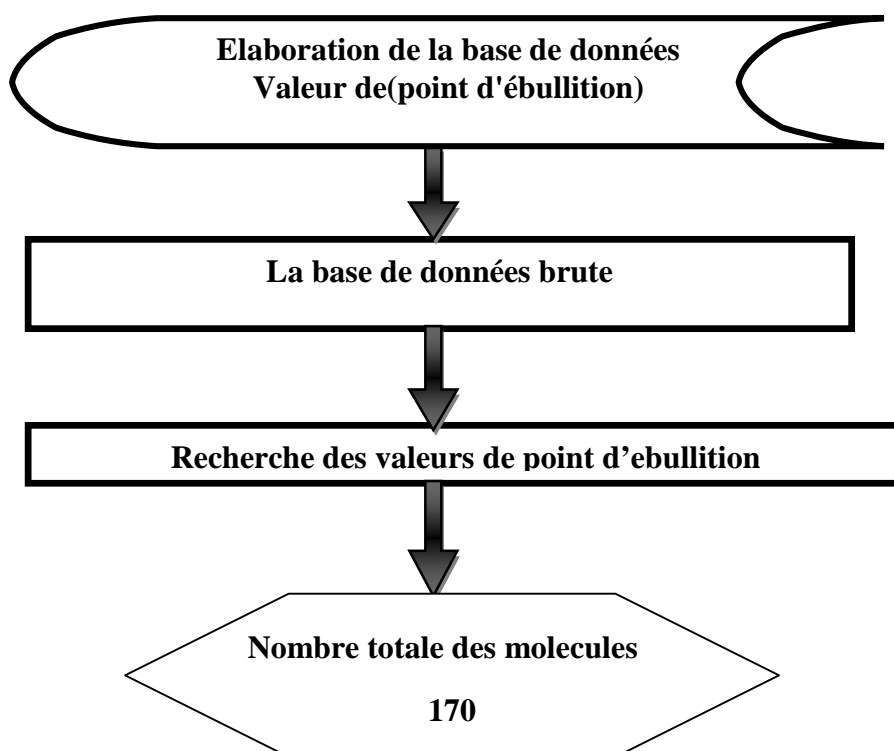 Elaboration de la base de données
Valeur de(point d'ébullition)
La base de données brute
Recherche des valeurs de point d’ebullition
Nombre totale des molecules
170